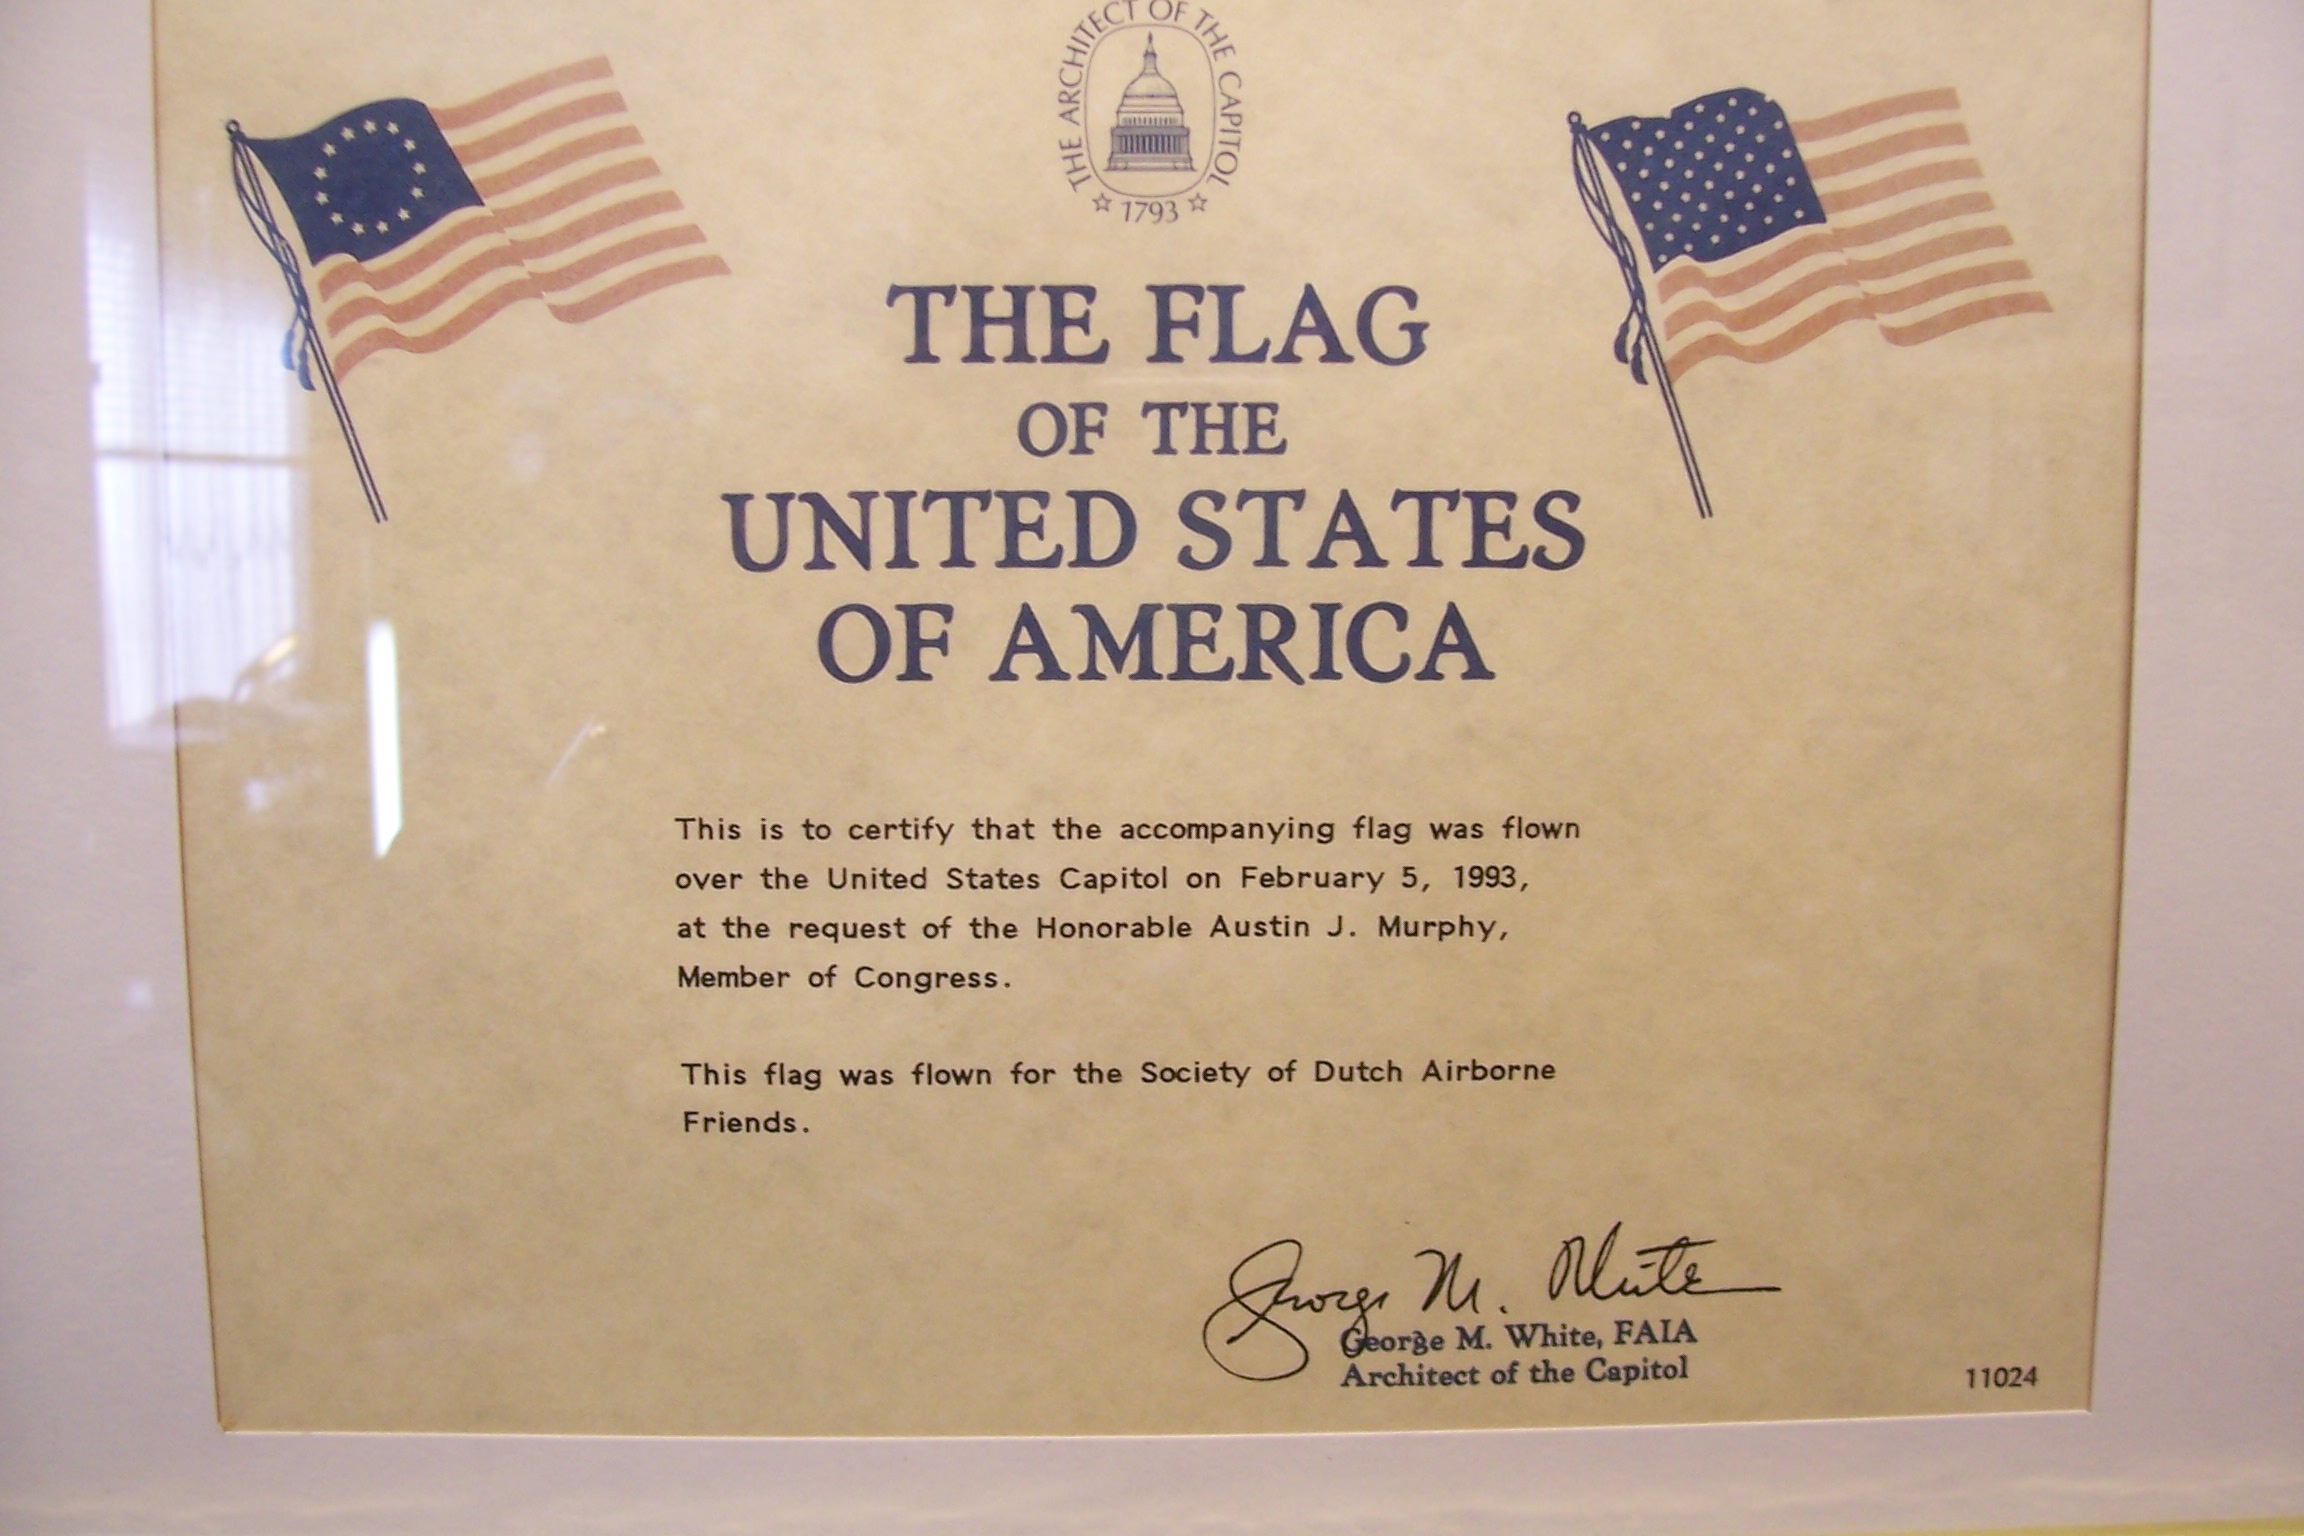 THE ARCHITECT OF THE CAPITOL
1793
THE FLAG
OF THE
UNITED STATES
OF AMERICA
This is to certify that the accompanying flag was flown
over the United States Capitol on February 5, 1993,
at the request of the Honorable Austin J. Murphy,
Member of Congress.
This flag was flown for the Society of Dutch Airborne
Friends.
George M. White
George M. White, FAIA
Architect of the Capitol
11024